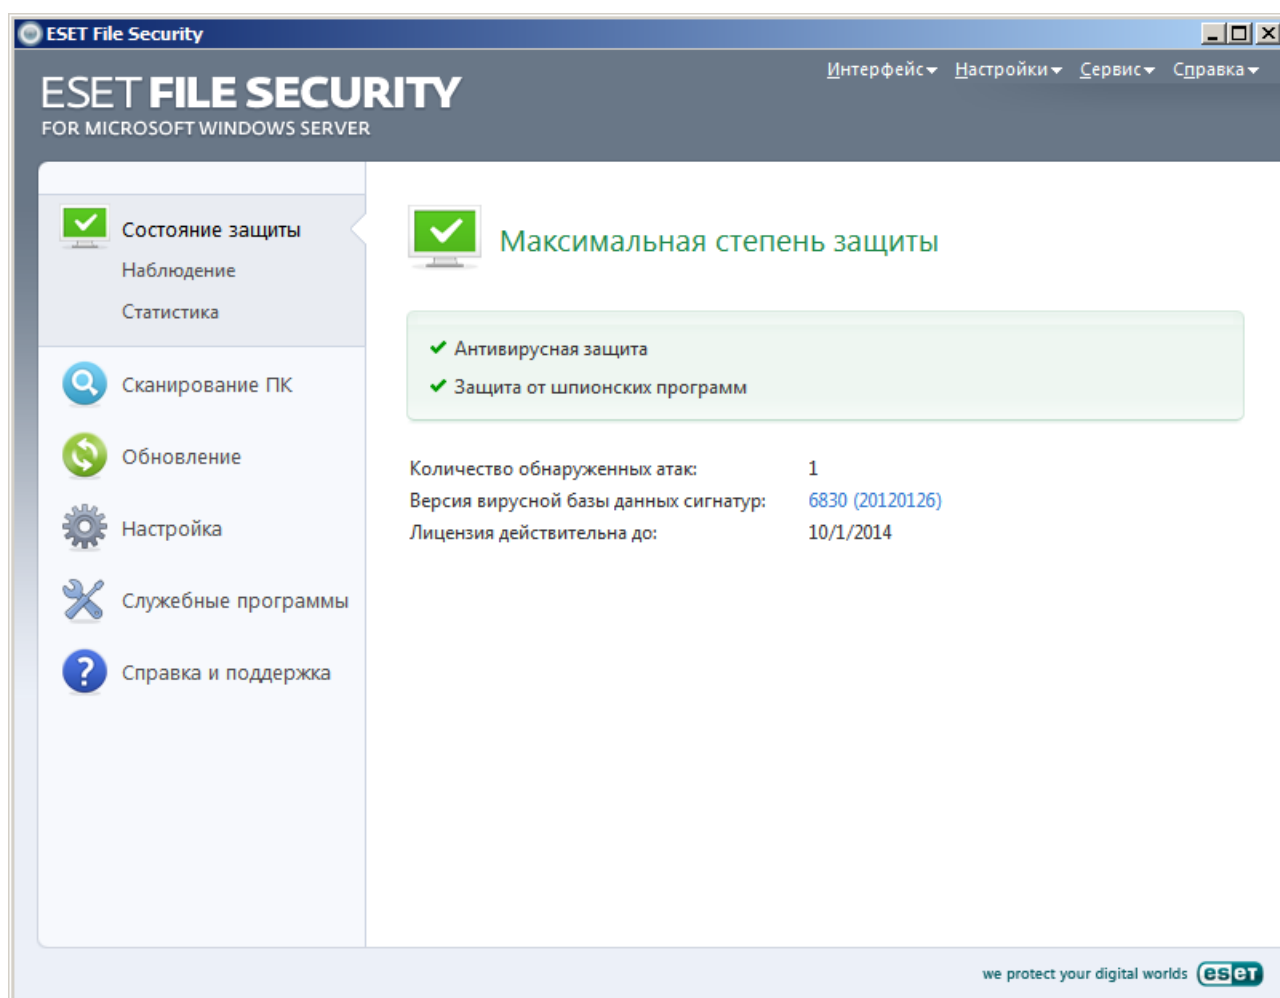 ESET File Security
Интерфейс Настройки Сервис Справка
ESET FILE SECURITY
FOR MICROSOFT WINDOWS SERVER
Состояние защиты
Наблюдение
Статистика
Сканирование ПК
Обновление
Настройка
Служебные программы
Справка и поддержка
Максимальная степень защиты
Антивирусная защита
Защита от шпионских программ
Количество обнаруженных атак: 1
Версия вирусной базы данных сигнатур: 6830 (20120126)
Лицензия действительна до: 10/1/2014
we protect your digital worlds eset